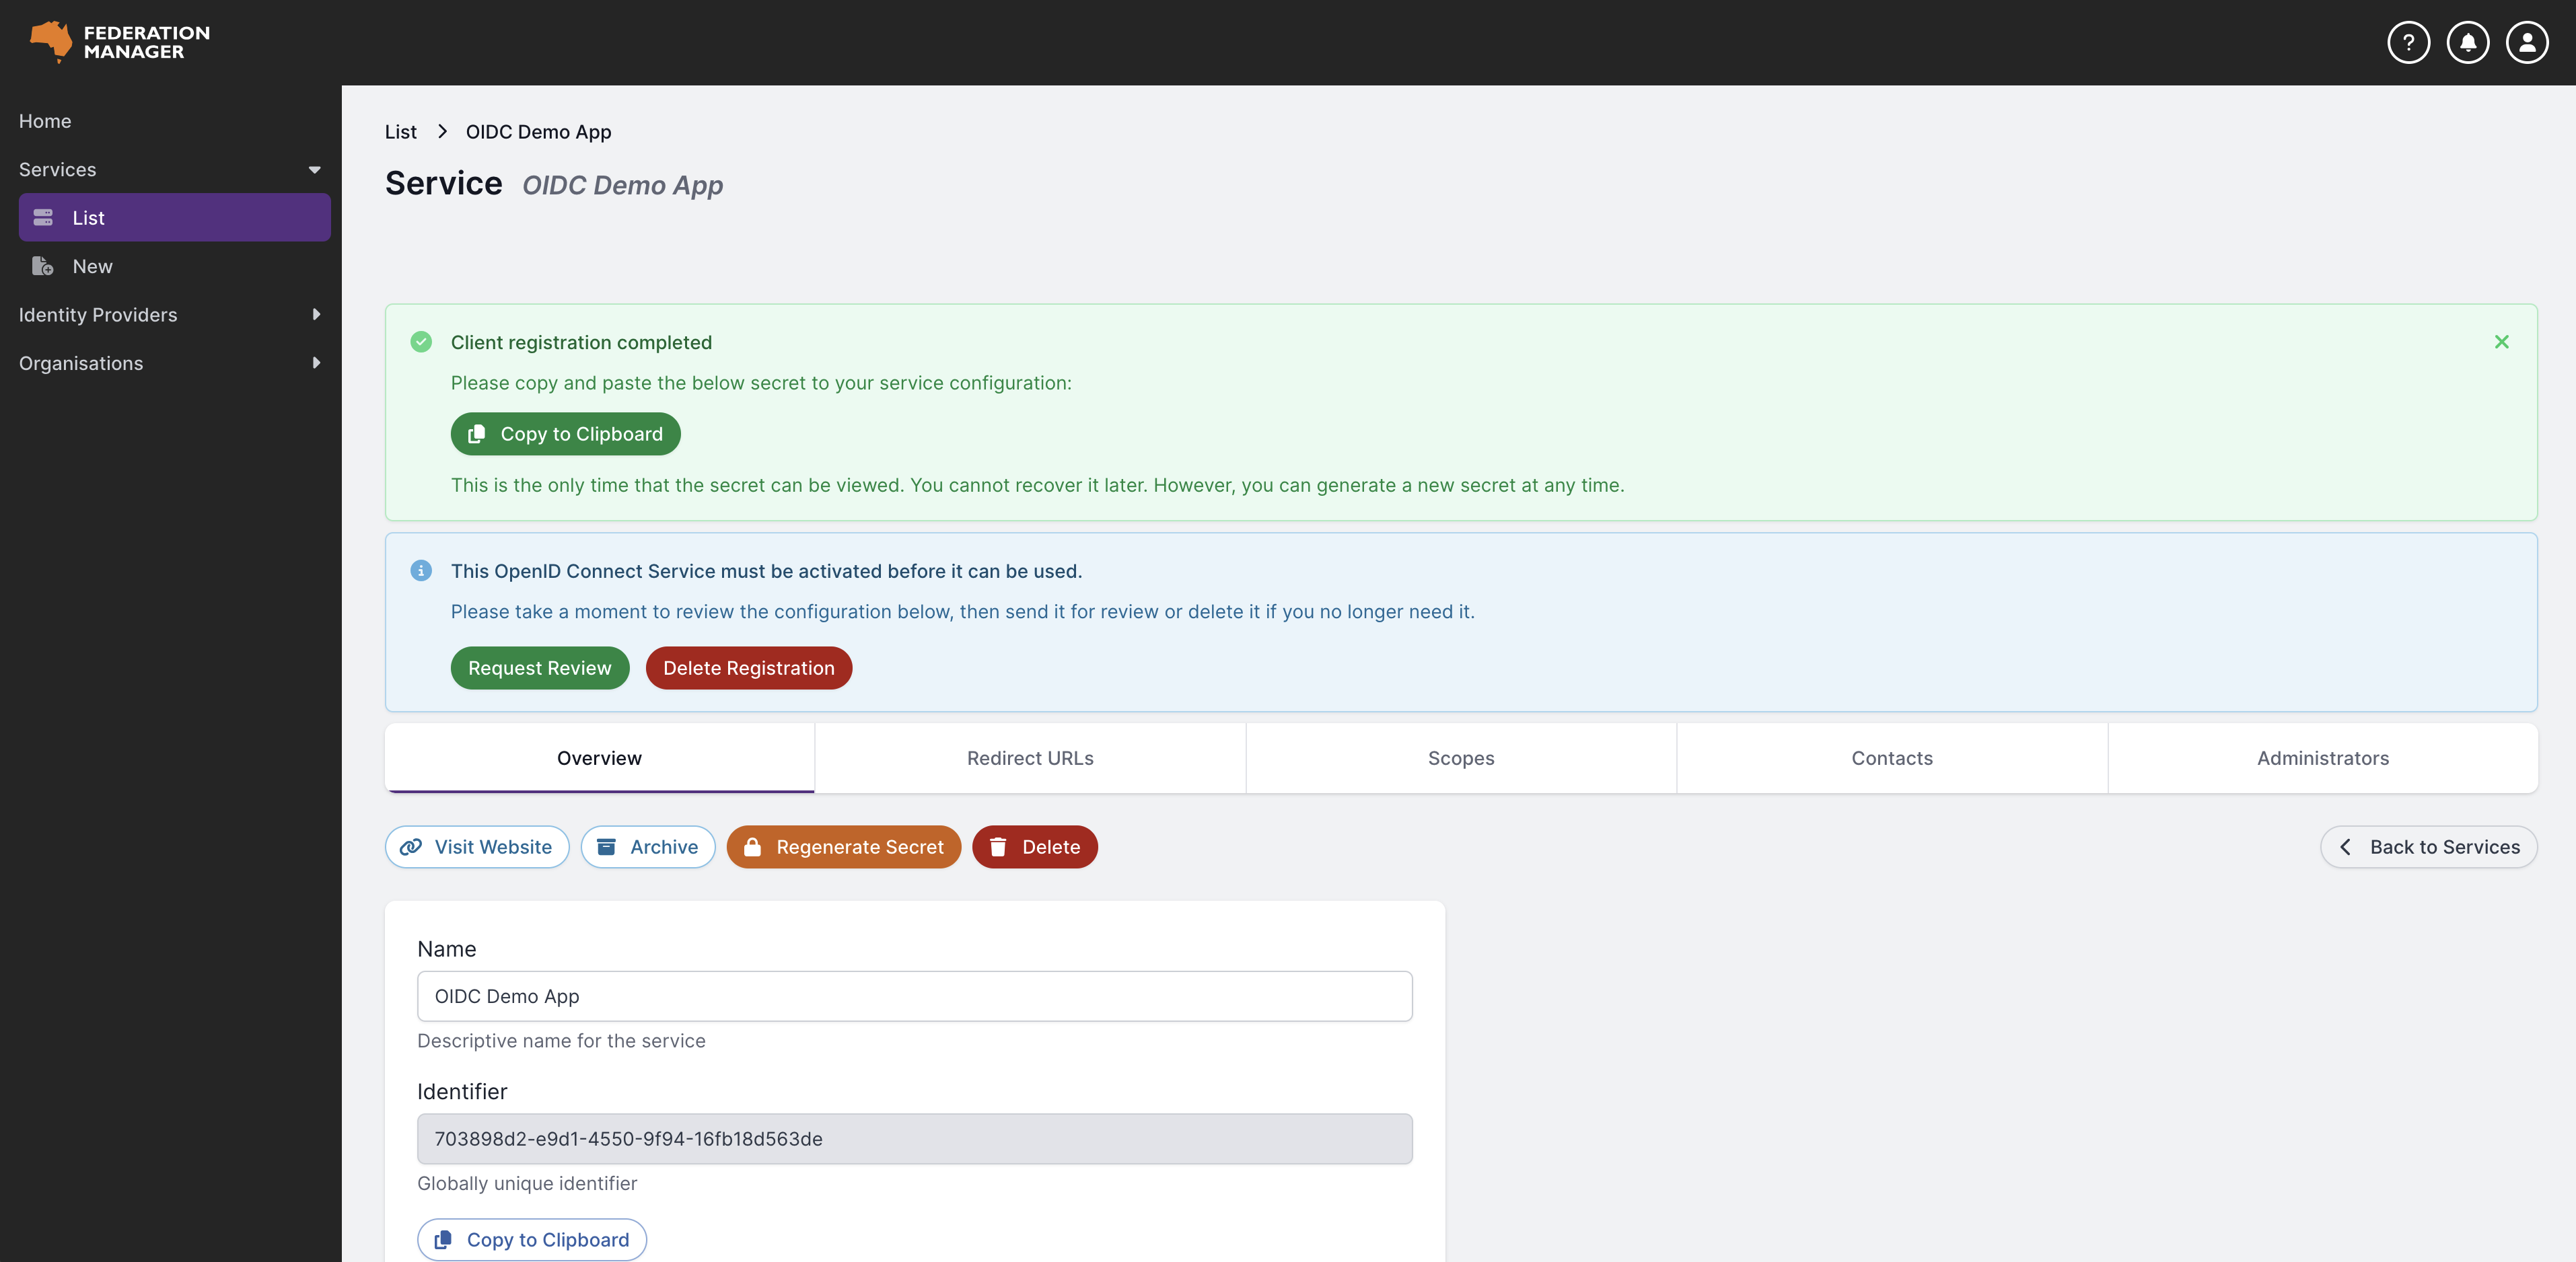 FEDERATION
MANAGER
?
Home
Services
List
New
Identity Providers
Organisations
List > OIDC Demo App
Service OIDC Demo App
Client registration completed
Please copy and paste the below secret to your service configuration:
Copy to Clipboard
This is the only time that the secret can be viewed. You cannot recover it later. However, you can generate a new secret at any time.
This OpenID Connect Service must be activated before it can be used.
Please take a moment to review the configuration below, then send it for review or delete it if you no longer need it.
Request Review Delete Registration
Overview Redirect URLs Scopes Contacts Administrators
Visit Website Archive Regenerate Secret Delete Back to Services
Name
OIDC Demo App
Descriptive name for the service
Identifier
703898d2-e9d1-4550-9f94-16fb18d563de
Globally unique identifier
Copy to Clipboard